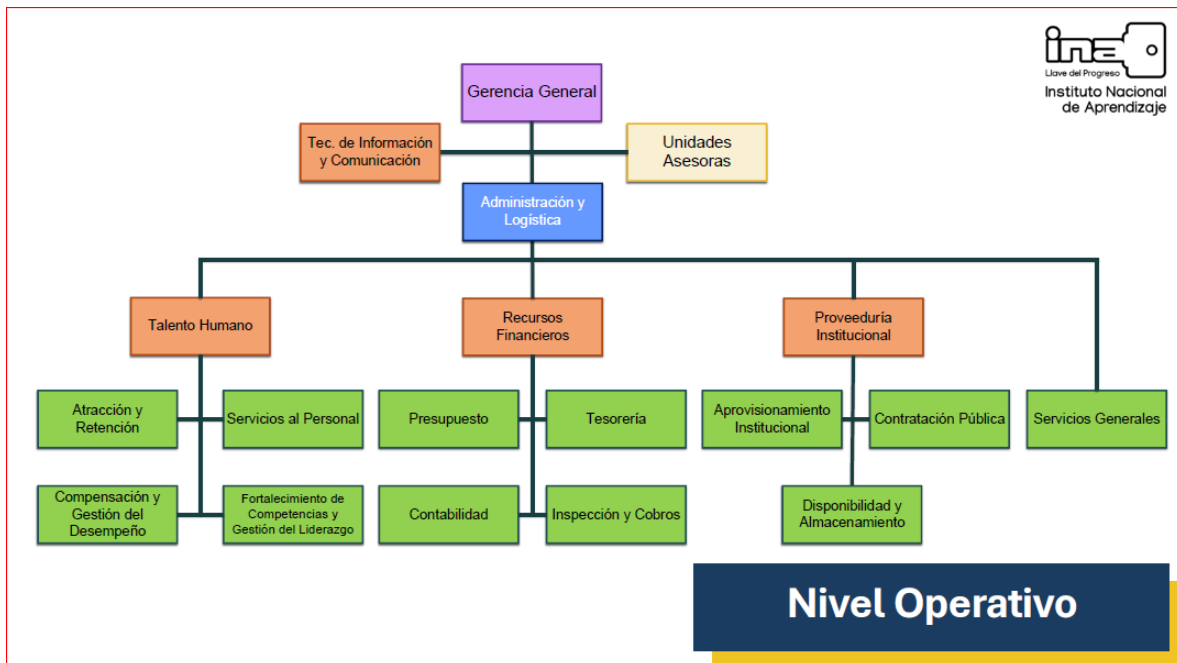 ina
Llave del Progreso
Instituto Nacional
de Aprendizaje
Gerencia General
Tec. de Información
y Comunicación
Unidades
Asesoras
Administración y
Logística
Talento Humano
Recursos
Financieros
Proveeduría
Institucional
Atracción y
Retención
Servicios al Personal
Presupuesto
Tesorería
Aprovisionamiento
Institucional
Contratación Pública
Servicios Generales
Compensación y
Gestión del
Desempeño
Fortalecimiento de
Competencias y
Gestión del Liderazgo
Contabilidad
Inspección y Cobros
Disponibilidad y
Almacenamiento
Nivel Operativo